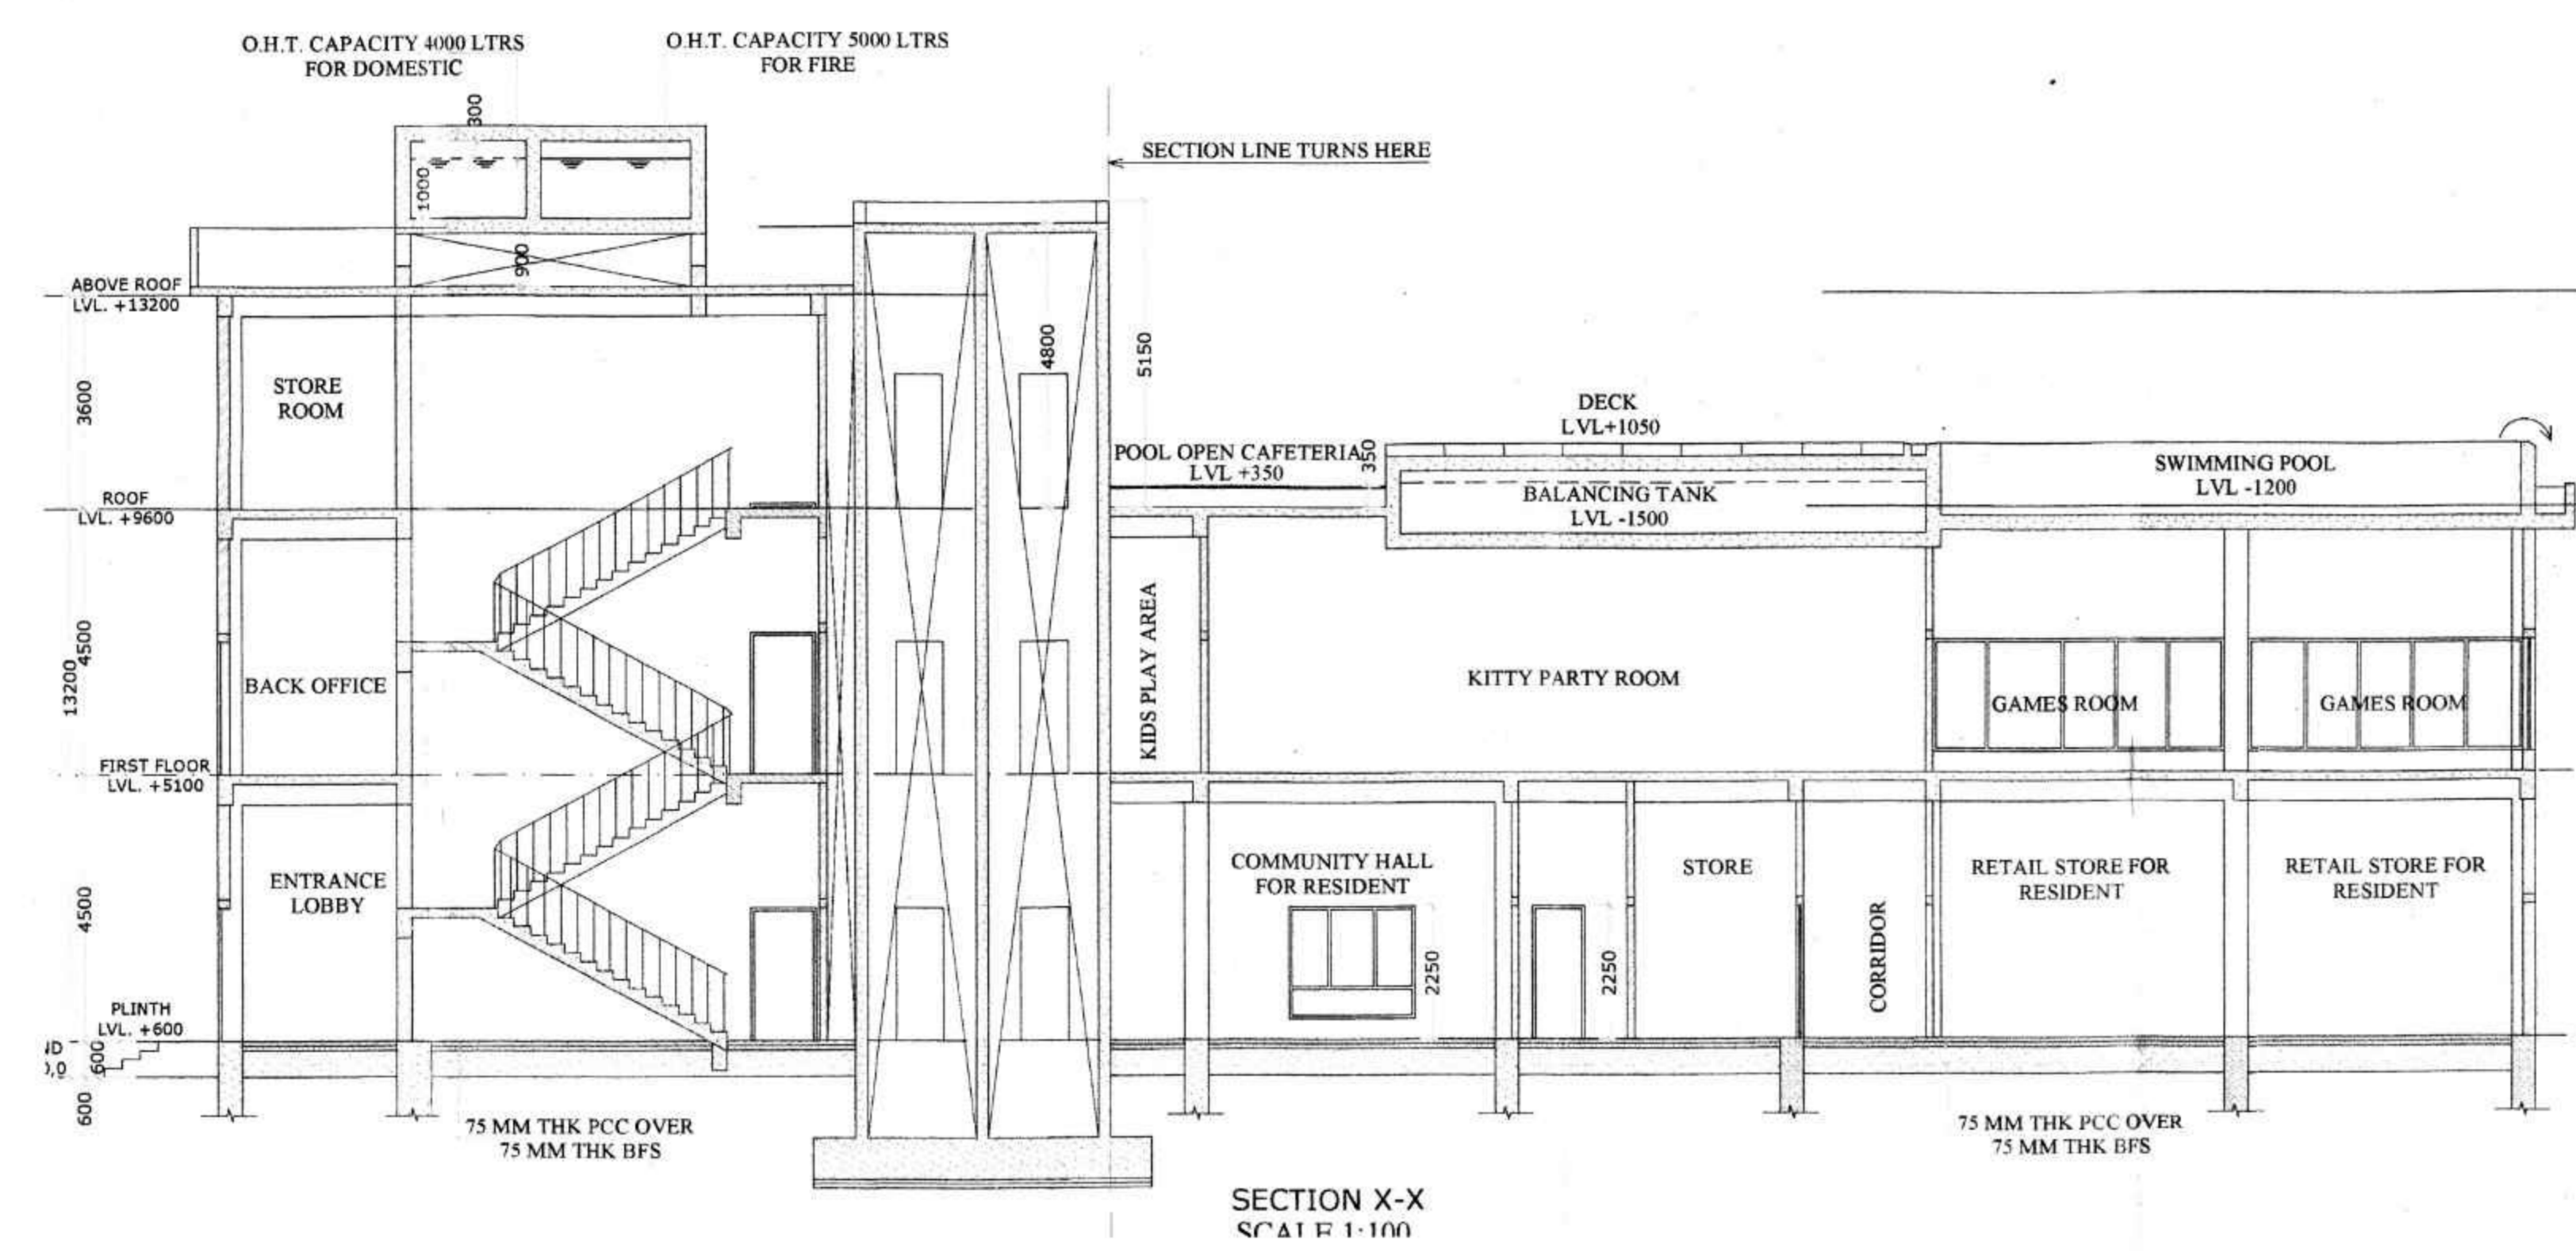 O.H.T. CAPACITY 4000 LTRS
FOR DOMESTIC
O.H.T. CAPACITY 5000 LTRS
FOR FIRE
300
1000
900
SECTION LINE TURNS HERE
ABOVE ROOF
LVL. +13200
3600
STORE
ROOM
4800
5150
DECK
LVL+1050
POOL OPEN CAFETERIA
LVL +350
350
SWIMMING POOL
LVL -1200
BALANCING TANK
LVL -1500
ROOF
LVL. +9600
4500
13200
BACK OFFICE
KIDS PLAY AREA
KITTY PARTY ROOM
GAMES ROOM
GAMES ROOM
FIRST FLOOR
LVL. +5100
4500
ENTRANCE
LOBBY
COMMUNITY HALL
FOR RESIDENT
2250
2250
STORE
CORRIDOR
RETAIL STORE FOR
RESIDENT
RETAIL STORE FOR
RESIDENT
PLINTH
LVL. +600
600
600
75 MM THK PCC OVER
75 MM THK BFS
75 MM THK PCC OVER
75 MM THK BFS
SECTION X-X
SCALE 1:100